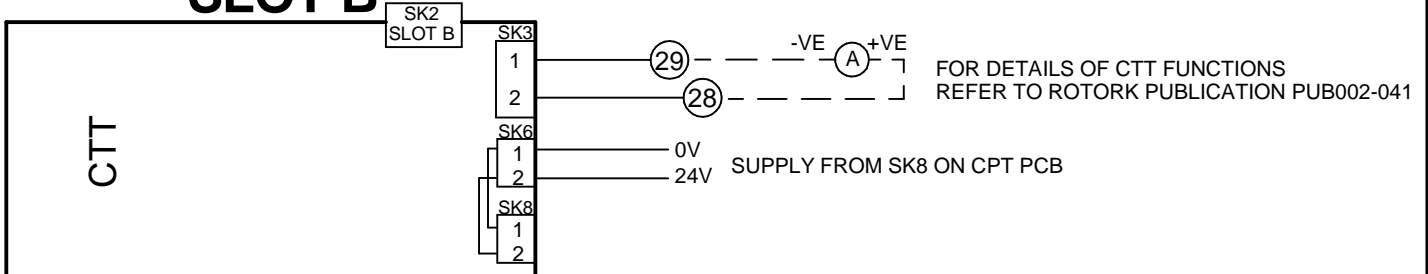 SLOT B
SK2
SLOT B
SK3
1
2
29
-VE
A
+VE
28
FOR DETAILS OF CTT FUNCTIONS
REFER TO ROTORK PUBLICATION PUB002-041
CTT
SK6
1
2
0V
24V
SUPPLY FROM SK8 ON CPT PCB
SK8
1
2